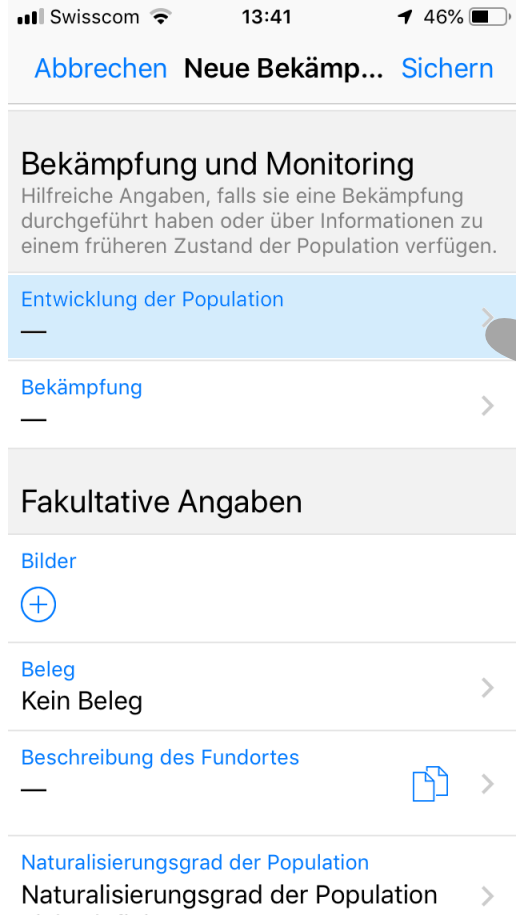 Swisscom 13:41 46%
Abbrechen Neue Bekämp... Sichern
Bekämpfung und Monitoring
Hilfreiche Angaben, falls sie eine Bekämpfung
durchgeführt haben oder über Informationen zu
einem früheren Zustand der Population verfügen.
Entwicklung der Population
—
Bekämpfung
—
Fakultative Angaben
Bilder
Beleg
Kein Beleg
Beschreibung des Fundortes
—
Naturalisierungsgrad der Population
Naturalisierungsgrad der Population